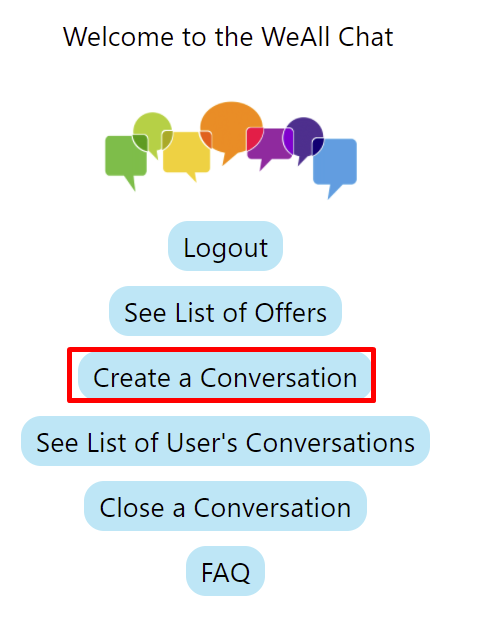 Welcome to the WeAll Chat
Logout
See List of Offers
Create a Conversation
See List of User's Conversations
Close a Conversation
FAQ